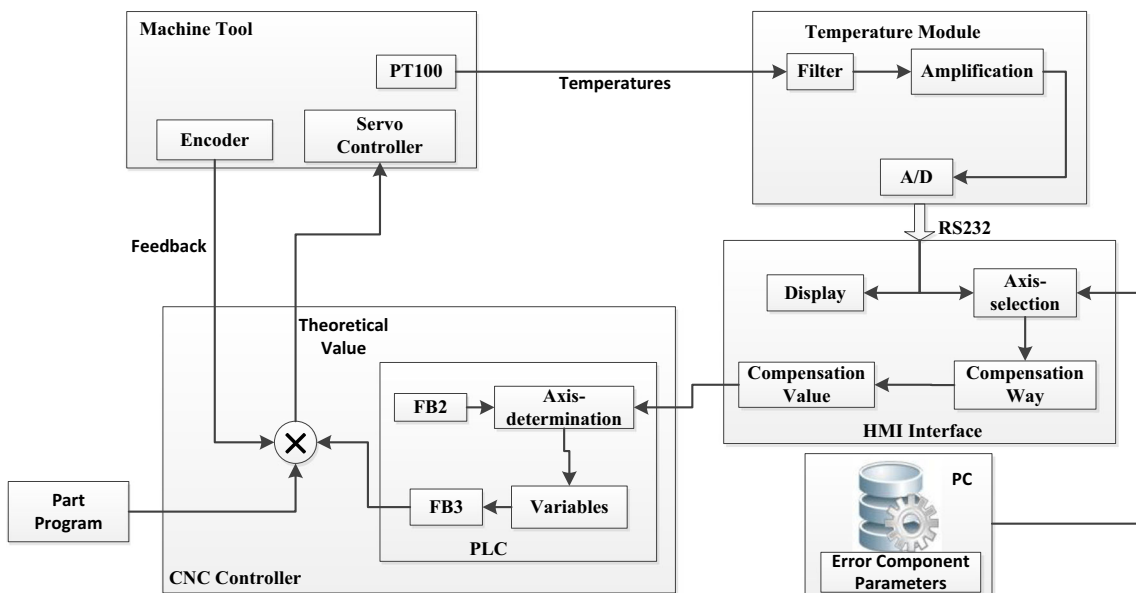 Machine Tool
PT100
Encoder
Servo
Controller
Temperatures
Temperature Module
Filter
Amplification
A/D
RS232
Feedback
Display
Axis-
selection
Compensation
Value
Compensation
Way
HMI Interface
Theoretical
Value
FB2
Axis-
determination
FB3
Variables
PLC
CNC Controller
Part
Program
PC
Error Component
Parameters